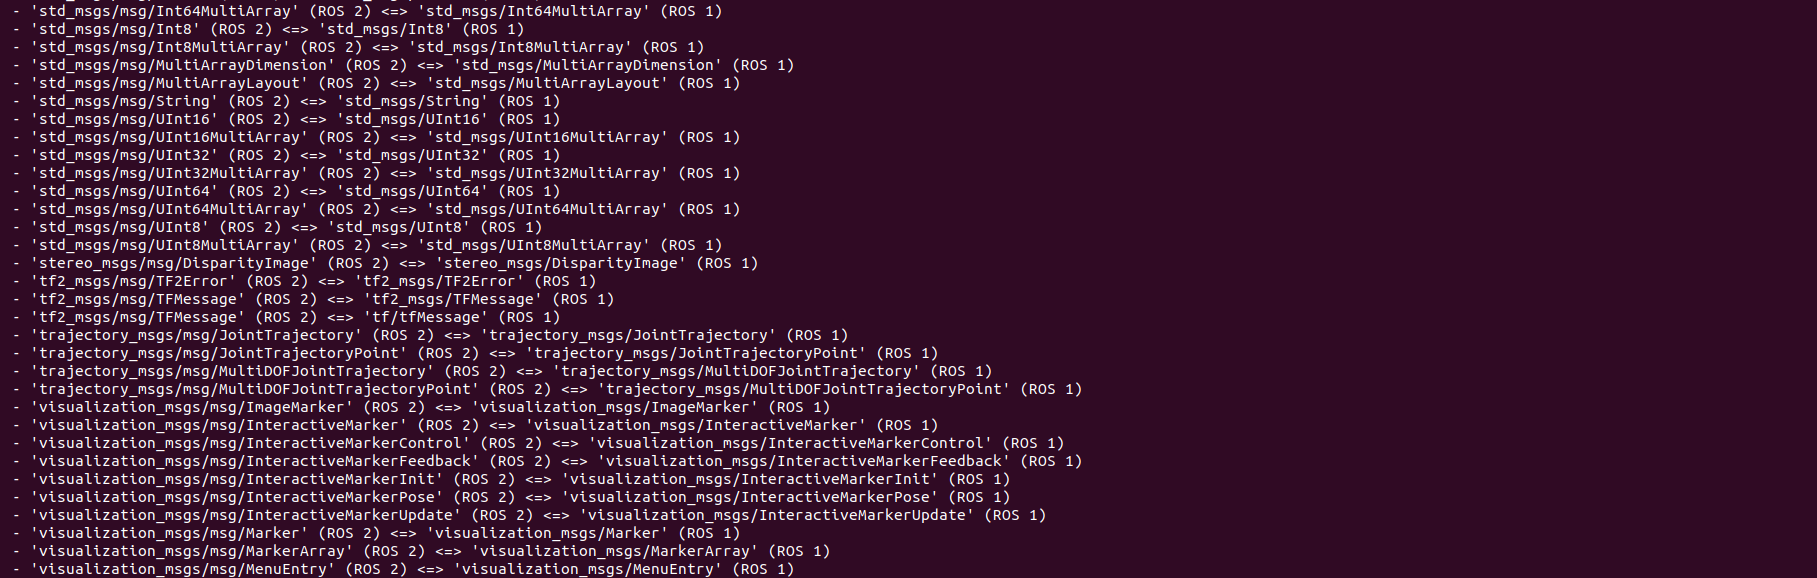 - 'std_msgs/msg/Int64MultiArray' (ROS 2) <=> 'std_msgs/Int64MultiArray' (ROS 1)
- 'std_msgs/msg/Int8' (ROS 2) <=> 'std_msgs/Int8' (ROS 1)
- 'std_msgs/msg/Int8MultiArray' (ROS 2) <=> 'std_msgs/Int8MultiArray' (ROS 1)
- 'std_msgs/msg/MultiArrayDimension' (ROS 2) <=> 'std_msgs/MultiArrayDimension' (ROS 1)
- 'std_msgs/msg/MultiArrayLayout' (ROS 2) <=> 'std_msgs/MultiArrayLayout' (ROS 1)
- 'std_msgs/msg/String' (ROS 2) <=> 'std_msgs/String' (ROS 1)
- 'std_msgs/msg/UInt16' (ROS 2) <=> 'std_msgs/UInt16' (ROS 1)
- 'std_msgs/msg/UInt16MultiArray' (ROS 2) <=> 'std_msgs/UInt16MultiArray' (ROS 1)
- 'std_msgs/msg/UInt32' (ROS 2) <=> 'std_msgs/UInt32' (ROS 1)
- 'std_msgs/msg/UInt32MultiArray' (ROS 2) <=> 'std_msgs/UInt32MultiArray' (ROS 1)
- 'std_msgs/msg/UInt64' (ROS 2) <=> 'std_msgs/UInt64' (ROS 1)
- 'std_msgs/msg/UInt64MultiArray' (ROS 2) <=> 'std_msgs/UInt64MultiArray' (ROS 1)
- 'std_msgs/msg/UInt8' (ROS 2) <=> 'std_msgs/UInt8' (ROS 1)
- 'std_msgs/msg/UInt8MultiArray' (ROS 2) <=> 'std_msgs/UInt8MultiArray' (ROS 1)
- 'stereo_msgs/msg/DisparityImage' (ROS 2) <=> 'stereo_msgs/DisparityImage' (ROS 1)
- 'tf2_msgs/msg/TF2Error' (ROS 2) <=> 'tf2_msgs/TF2Error' (ROS 1)
- 'tf2_msgs/msg/TFMessage' (ROS 2) <=> 'tf2_msgs/TFMessage' (ROS 1)
- 'tf2_msgs/msg/TFMessage' (ROS 2) <=> 'tf/tfMessage' (ROS 1)
- 'trajectory_msgs/msg/JointTrajectory' (ROS 2) <=> 'trajectory_msgs/JointTrajectory' (ROS 1)
- 'trajectory_msgs/msg/JointTrajectoryPoint' (ROS 2) <=> 'trajectory_msgs/JointTrajectoryPoint' (ROS 1)
- 'trajectory_msgs/msg/MultiDOFJointTrajectory' (ROS 2) <=> 'trajectory_msgs/MultiDOFJointTrajectory' (ROS 1)
- 'trajectory_msgs/msg/MultiDOFJointTrajectoryPoint' (ROS 2) <=> 'trajectory_msgs/MultiDOFJointTrajectoryPoint' (ROS 1)
- 'visualization_msgs/msg/ImageMarker' (ROS 2) <=> 'visualization_msgs/ImageMarker' (ROS 1)
- 'visualization_msgs/msg/InteractiveMarker' (ROS 2) <=> 'visualization_msgs/InteractiveMarker' (ROS 1)
- 'visualization_msgs/msg/InteractiveMarkerControl' (ROS 2) <=> 'visualization_msgs/InteractiveMarkerControl' (ROS 1)
- 'visualization_msgs/msg/InteractiveMarkerFeedback' (ROS 2) <=> 'visualization_msgs/InteractiveMarkerFeedback' (ROS 1)
- 'visualization_msgs/msg/InteractiveMarkerInit' (ROS 2) <=> 'visualization_msgs/InteractiveMarkerInit' (ROS 1)
- 'visualization_msgs/msg/InteractiveMarkerPose' (ROS 2) <=> 'visualization_msgs/InteractiveMarkerPose' (ROS 1)
- 'visualization_msgs/msg/InteractiveMarkerUpdate' (ROS 2) <=> 'visualization_msgs/InteractiveMarkerUpdate' (ROS 1)
- 'visualization_msgs/msg/Marker' (ROS 2) <=> 'visualization_msgs/Marker' (ROS 1)
- 'visualization_msgs/msg/MarkerArray' (ROS 2) <=> 'visualization_msgs/MarkerArray' (ROS 1)
- 'visualization_msgs/msg/MenuEntry' (ROS 2) <=> 'visualization_msgs/MenuEntry' (ROS 1)